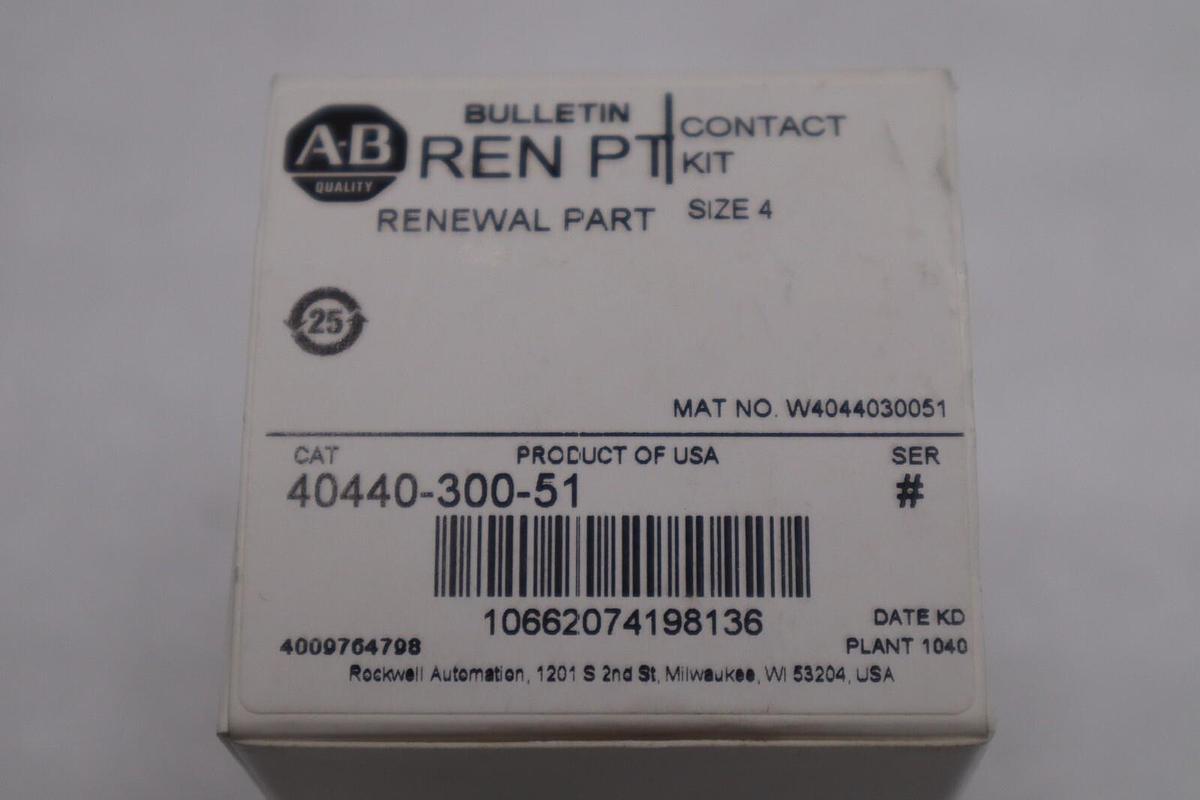 A-B
QUALITY
BULLETIN
REN PT
RENEWAL PART
CONTACT
KIT
SIZE 4
25
MAT NO. W4044030051
CAT
PRODUCT OF USA
SER
40440-300-51
#
10662074198136
DATE KD
4009764798
PLANT 1040
Rockwell Automation, 1201 S 2nd St, Milwaukee, WI 53204, USA